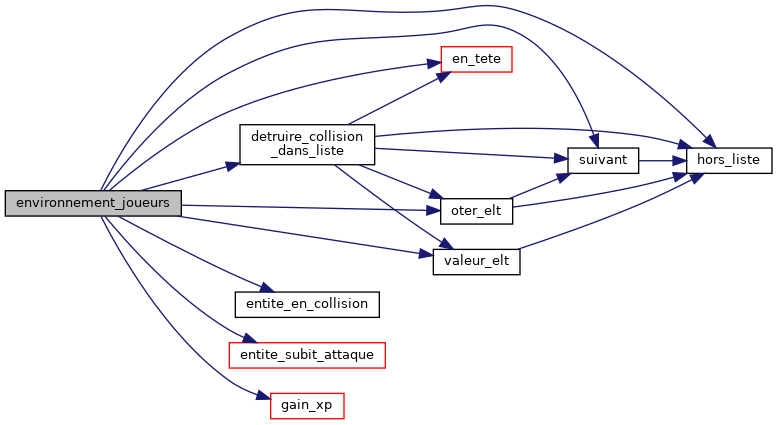 en_tete
detruire_collision
_dans_liste
suivant
hors_liste
environnement_joueurs
oter_elt
valeur_elt
entite_en_collision
entite_subit_attaque
gain_xp